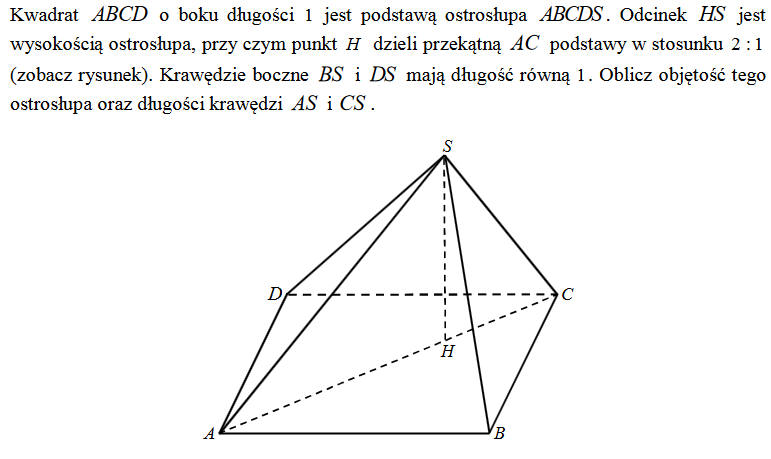 Kwadrat ABCD o boku długości 1 jest podstawą ostrosłupa ABCDS. Odcinek HS jest
wysokością ostrosłupa, przy czym punkt H dzieli przekątną AC podstawy w stosunku 2 : 1
(zobacz rysunek). Krawędzie boczne BS i DS mają długość równą 1. Oblicz objętość tego
ostrosłupa oraz długości krawędzi AS i CS.
S
D
C
H
A
B